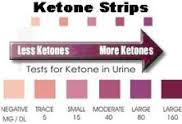 Ketone Strips
Less Ketones More Ketones
Tests for Ketone in Urine
NEGATIVE TRACE SMALL MODERATE LARGE LARGE
MG / DL 5 15 40 80 160